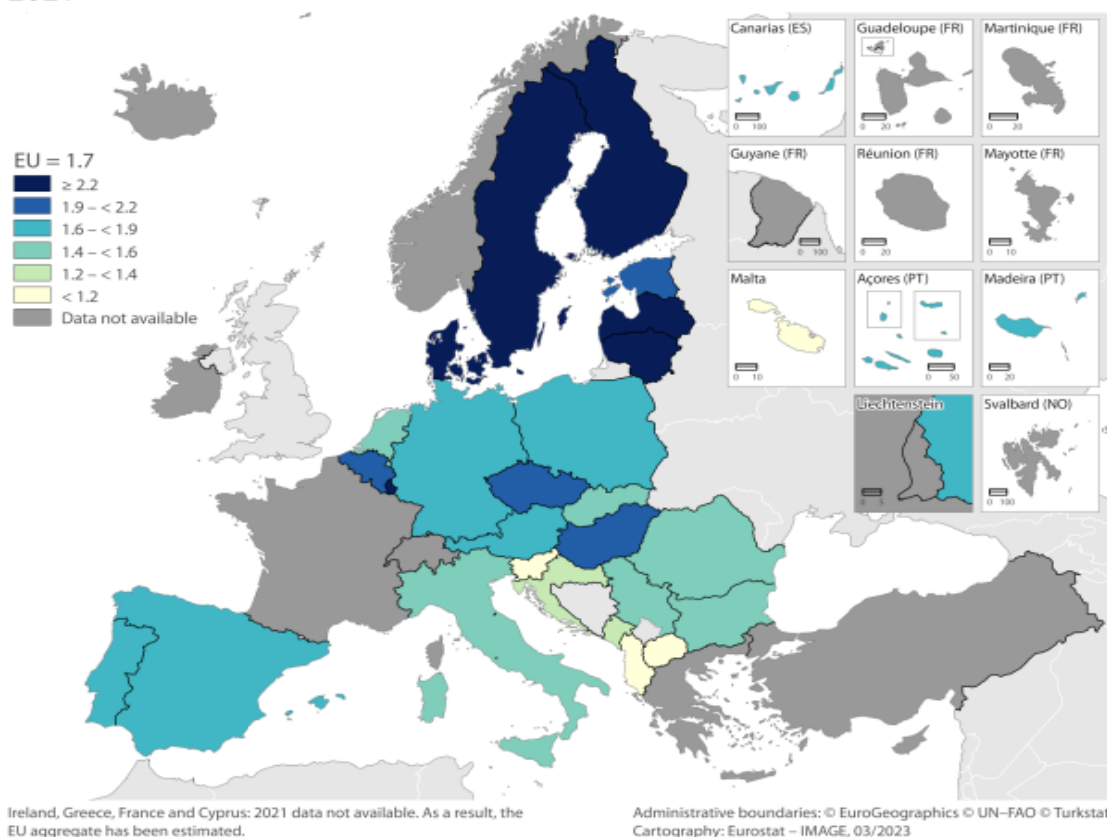 EU = 1.7
≥ 2.2
1.9 – < 2.2
1.6 – < 1.9
1.4 – < 1.6
1.2 – < 1.4
< 1.2
Data not available
Canarias (ES)
0 100
Guadeloupe (FR)
0 20
Martinique (FR)
0 20
Guyane (FR)
0 100
Réunion (FR)
0 20
Mayotte (FR)
0 10
Malta
0 10
Açores (PT)
0 50
Madeira (PT)
0 20
Liechtenstein
0 5
Svalbard (NO)
0 100
Ireland, Greece, France and Cyprus: 2021 data not available. As a result, the
EU aggregate has been estimated.
Administrative boundaries: © EuroGeographics © UN–FAO © Turkstat
Cartography: Eurostat – IMAGE, 03/2023